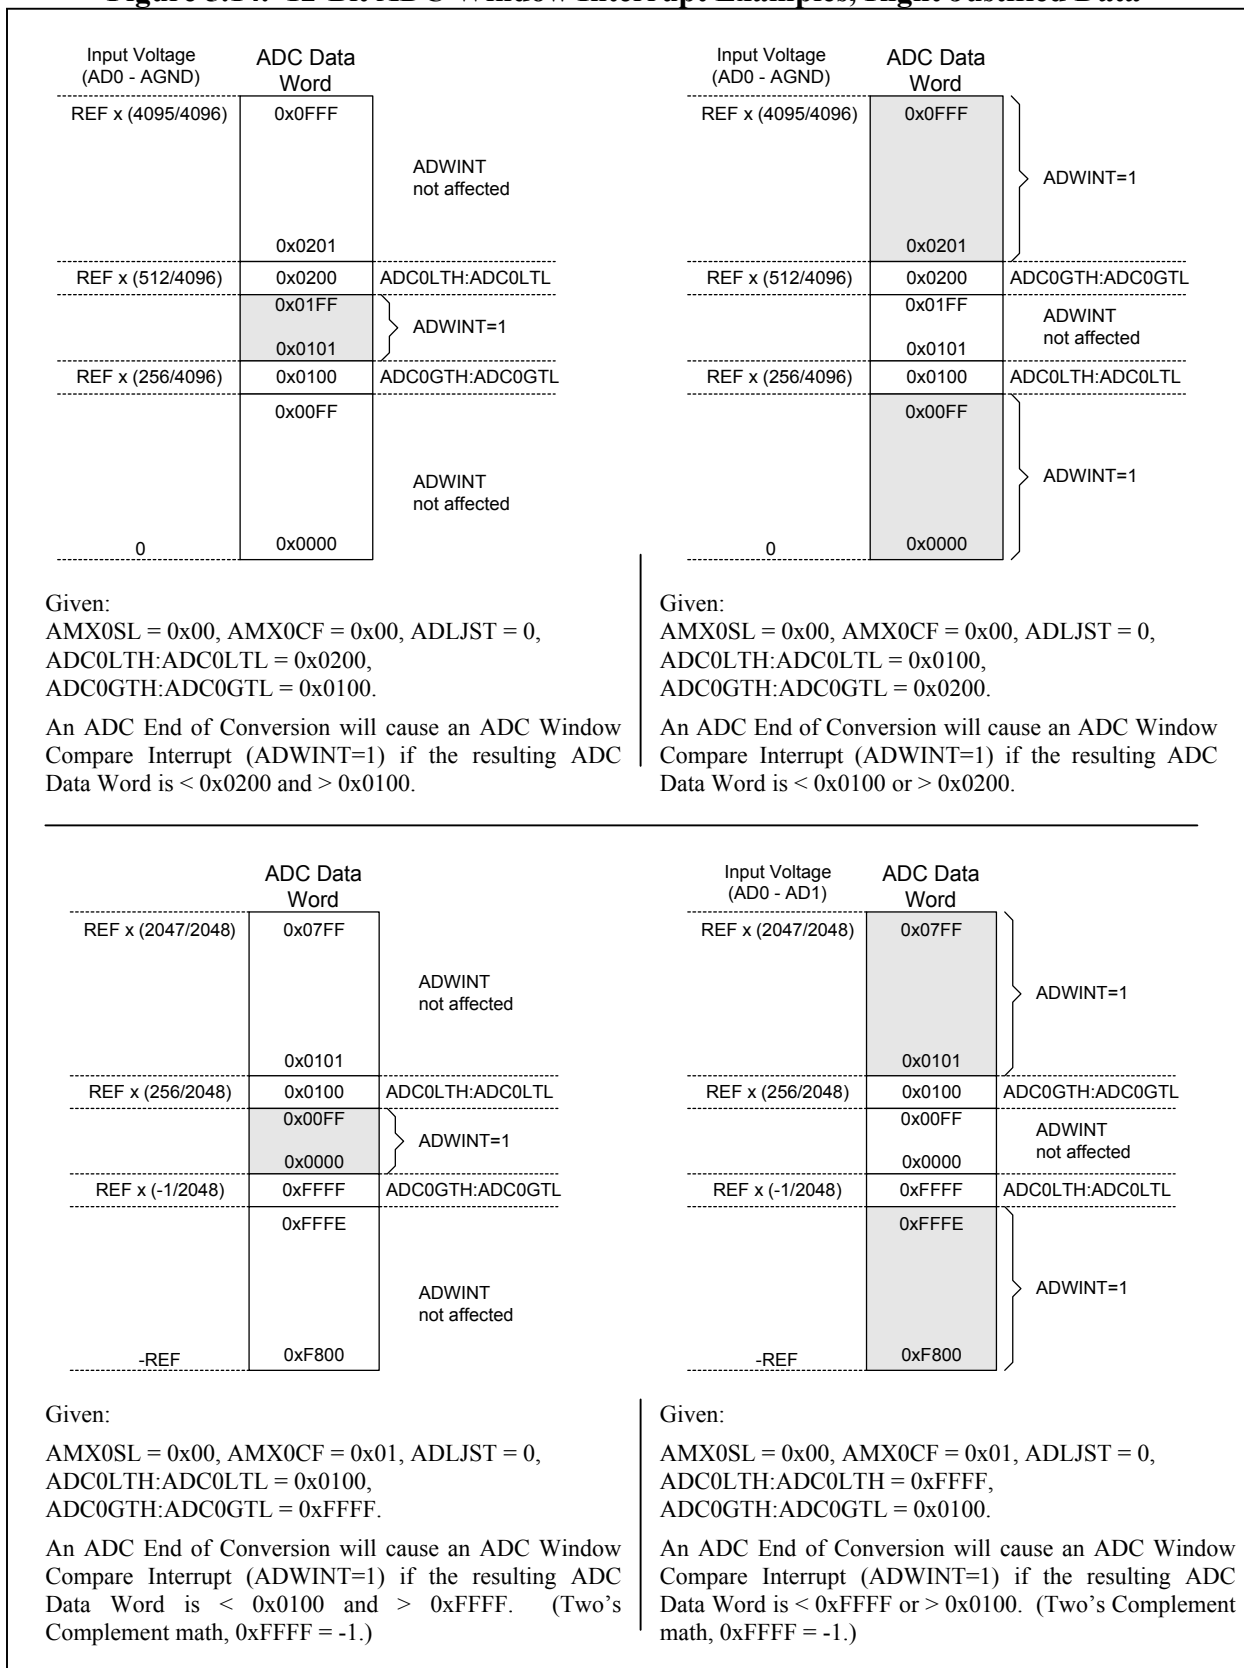 Figure 5.14. 12-Bit ADC Window Interrupt Examples, Right Justified Data
Input Voltage
(AD0 - AGND)
ADC Data
Word
REF x (4095/4096)
0x0FFF
ADWINT
not affected
0x0201
REF x (512/4096)
0x0200
ADC0LTH:ADC0LTL
0x01FF
ADWINT=1
0x0101
REF x (256/4096)
0x0100
ADC0GTH:ADC0GTL
0x00FF
ADWINT
not affected
0
0x0000
Given:
AMX0SL = 0x00, AMX0CF = 0x00, ADLJST = 0,
ADC0LTH:ADC0LTL = 0x0200,
ADC0GTH:ADC0GTL = 0x0100.
An ADC End of Conversion will cause an ADC Window
Compare Interrupt (ADWINT=1) if the resulting ADC
Data Word is < 0x0200 and > 0x0100.
Input Voltage
(AD0 - AGND)
ADC Data
Word
REF x (4095/4096)
0x0FFF
ADWINT=1
0x0201
REF x (512/4096)
0x0200
ADC0GTH:ADC0GTL
0x01FF
ADWINT
not affected
0x0101
REF x (256/4096)
0x0100
ADC0LTH:ADC0LTL
0x00FF
ADWINT=1
0
0x0000
Given:
AMX0SL = 0x00, AMX0CF = 0x00, ADLJST = 0,
ADC0LTH:ADC0LTL = 0x0100,
ADC0GTH:ADC0GTL = 0x0200.
An ADC End of Conversion will cause an ADC Window
Compare Interrupt (ADWINT=1) if the resulting ADC
Data Word is < 0x0100 or > 0x0200.
ADC Data
Word
REF x (2047/2048)
0x07FF
ADWINT
not affected
0x0101
REF x (256/2048)
0x0100
ADC0LTH:ADC0LTL
0x00FF
ADWINT=1
0x0000
REF x (-1/2048)
0xFFFF
ADC0GTH:ADC0GTL
0xFFFE
ADWINT
not affected
-REF
0xF800
Given:
AMX0SL = 0x00, AMX0CF = 0x01, ADLJST = 0,
ADC0LTH:ADC0LTL = 0x0100,
ADC0GTH:ADC0GTL = 0xFFFF.
An ADC End of Conversion will cause an ADC Window
Compare Interrupt (ADWINT=1) if the resulting ADC
Data Word is < 0x0100 and > 0xFFFF. (Two's
Complement math, 0xFFFF = -1.)
Input Voltage
(AD0 - AD1)
ADC Data
Word
REF x (2047/2048)
0x07FF
ADWINT=1
0x0101
REF x (256/2048)
0x0100
ADC0GTH:ADC0GTL
0x00FF
ADWINT
not affected
0x0000
REF x (-1/2048)
0xFFFF
ADC0LTH:ADC0LTL
0xFFFE
ADWINT=1
-REF
0xF800
Given:
AMX0SL = 0x00, AMX0CF = 0x01, ADLJST = 0,
ADC0LTH:ADC0LTH = 0xFFFF,
ADC0GTH:ADC0GTL = 0x0100.
An ADC End of Conversion will cause an ADC Window
Compare Interrupt (ADWINT=1) if the resulting ADC
Data Word is < 0xFFFF or > 0x0100. (Two's Complement
math, 0xFFFF = -1.)